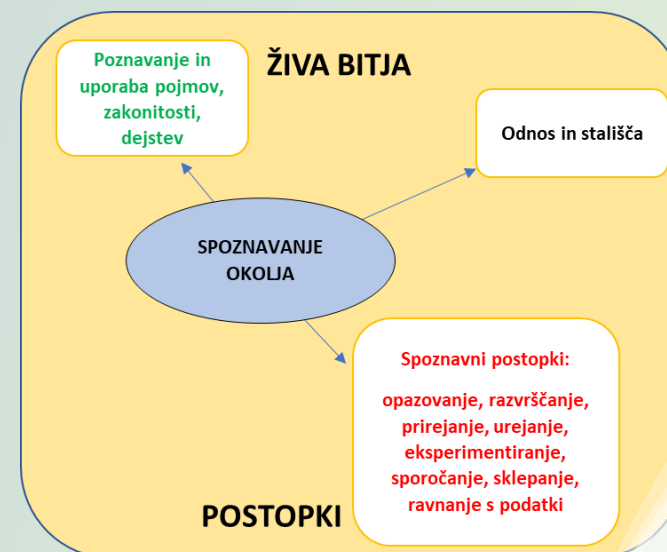 ŽIVA BITJA
Poznavanje in
uporaba pojmov,
zakonitosti,
dejstev
Odnos in stališča
SPOZNAVANJE
OKOLJA
Spoznavni postopki:
opazovanje, razvrščanje,
prirejanje, urejanje,
eksperimentiranje,
sporočanje, sklepanje,
ravnanje s podatki
POSTOPKI